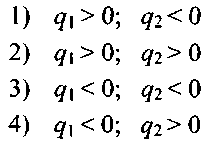 1) q₁ > 0; q₂ < 0
2) q₁ > 0; q₂ > 0
3) q₁ < 0; q₂ < 0
4) q₁ < 0; q₂ > 0